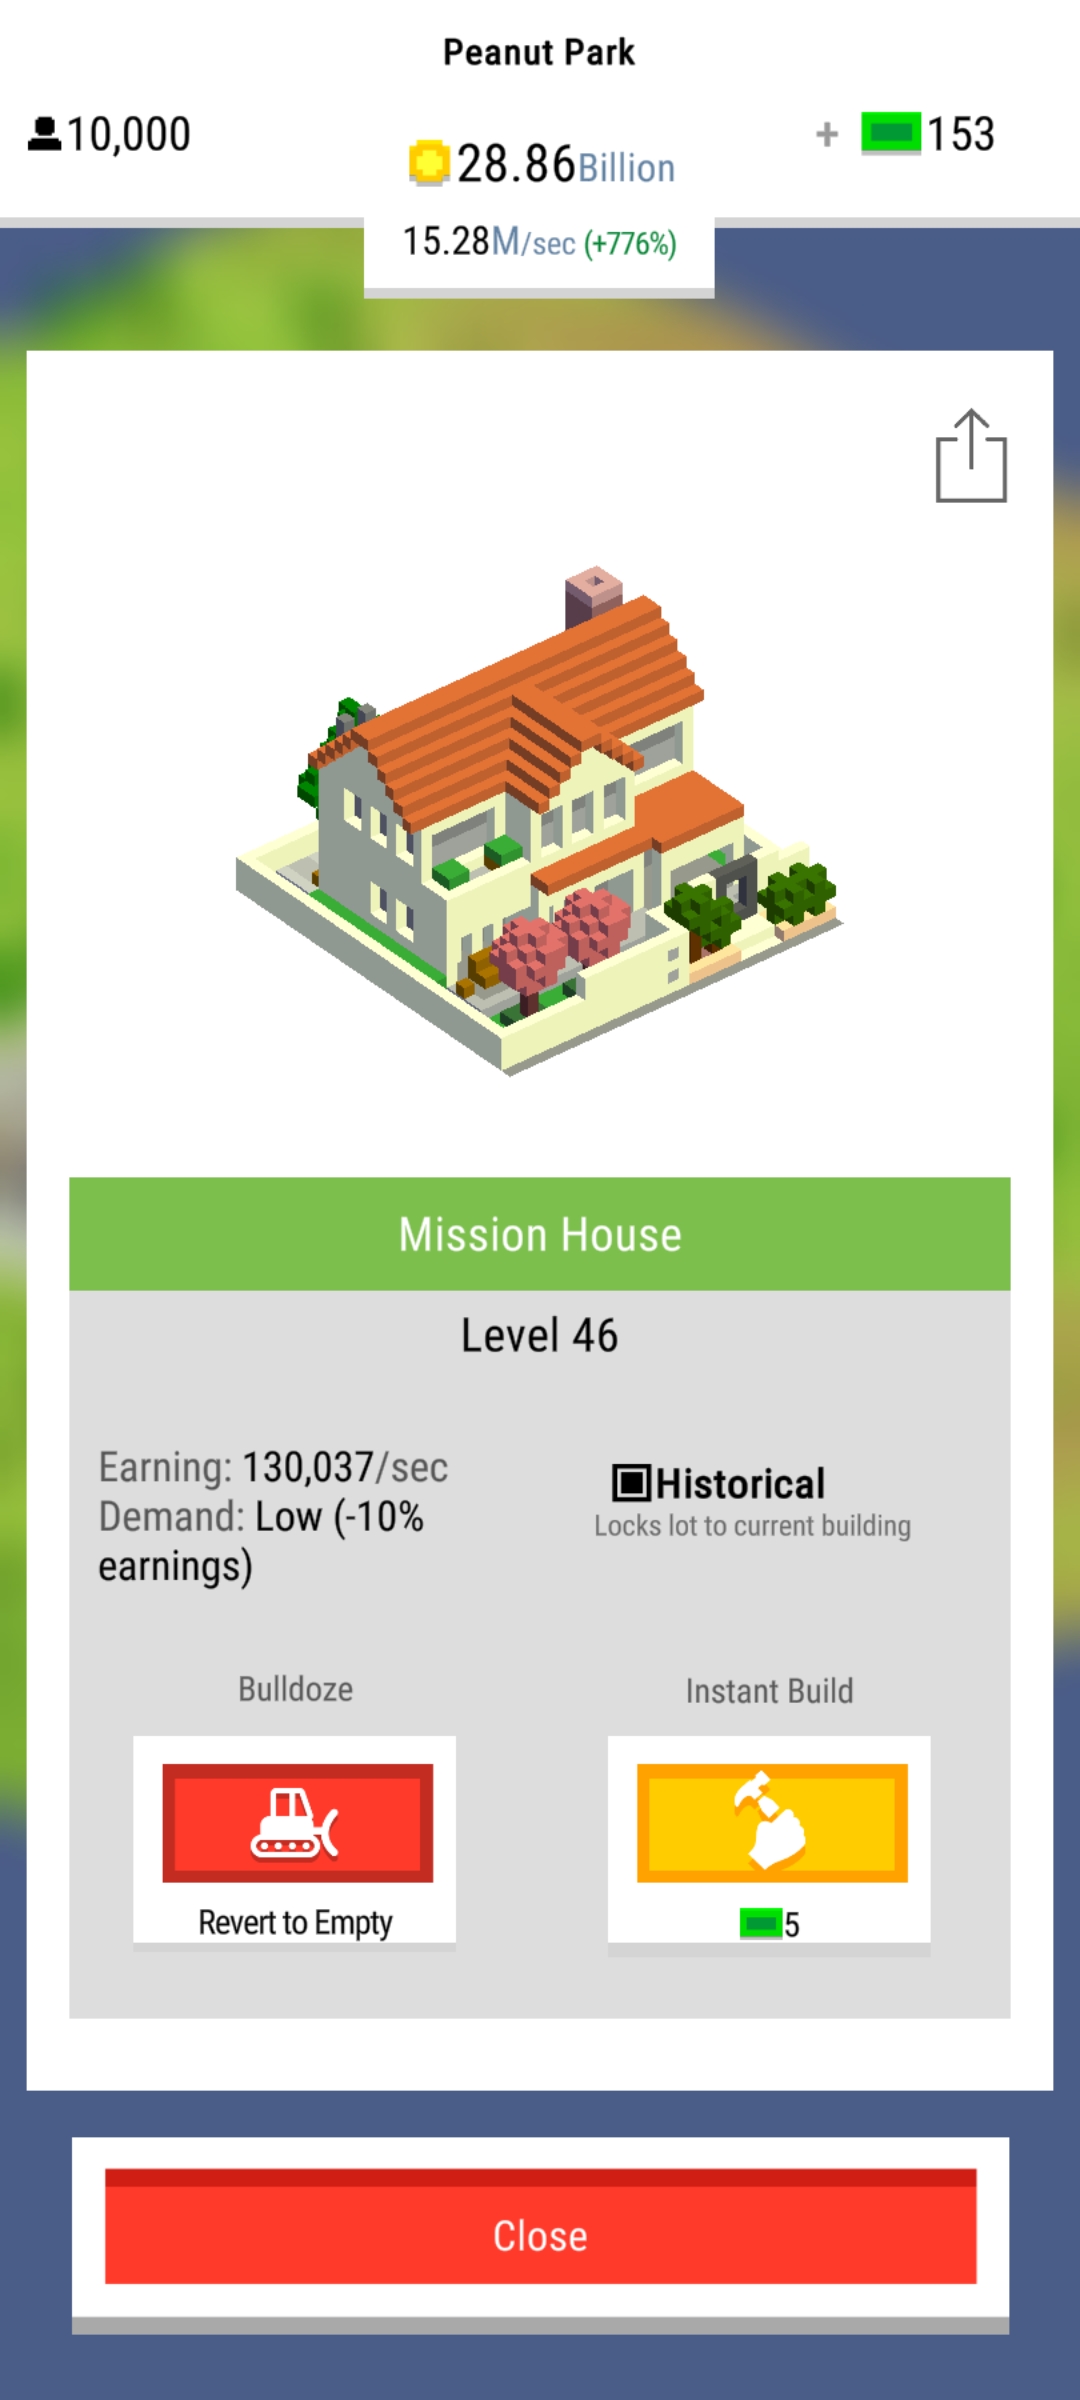 Peanut Park
10,000
28.86Billion
+ 153
15.28M/sec (+776%)
Mission House
Level 46
Earning: 130,037/sec
Demand: Low (-10%
earnings)
Historical
Locks lot to current building
Bulldoze
Revert to Empty
Instant Build
5
Close